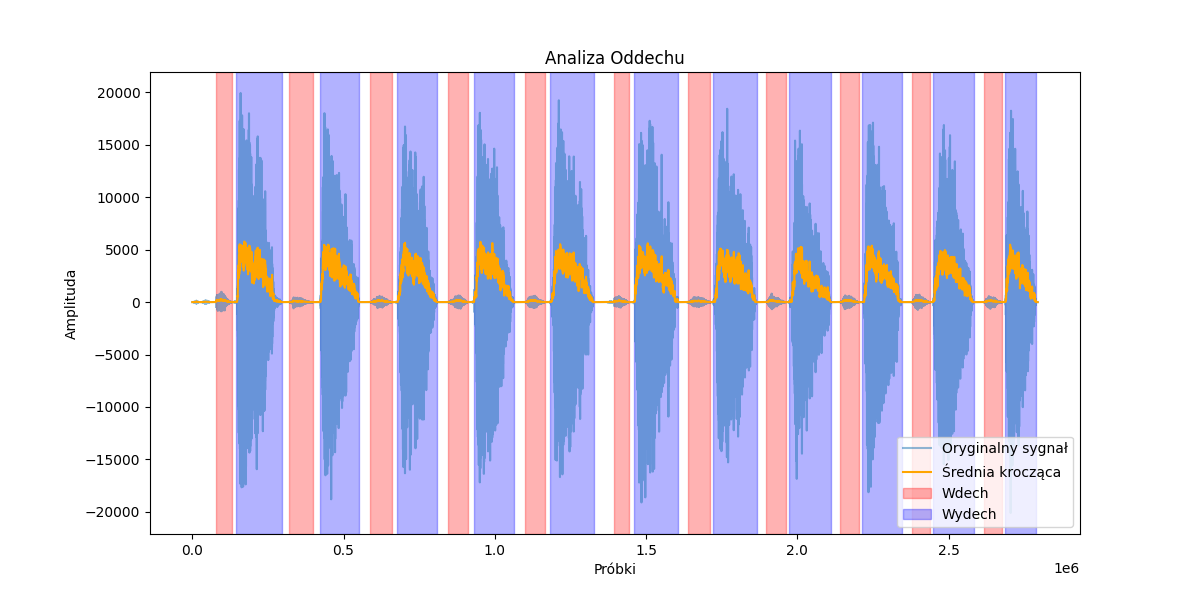 Analiza Oddechu
20000
15000
10000
5000
0
−5000
−10000
−15000
−20000
Amplituda
0.0 0.5 1.0 1.5 2.0 2.5
1e6
Próbki
Oryginalny sygnał
Średnia krocząca
Wdech
Wydech